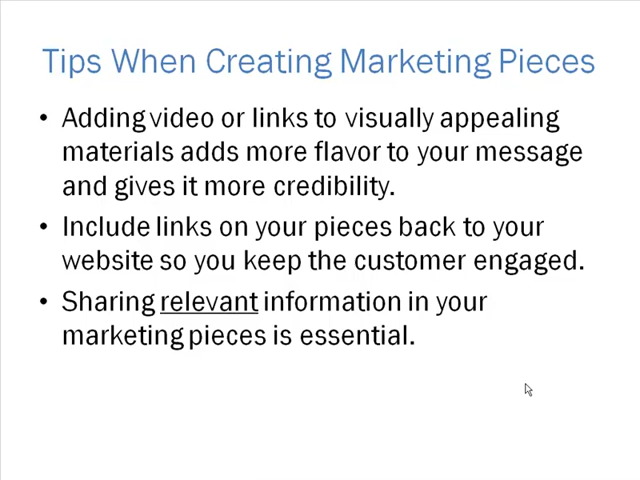 Tips When Creating Marketing Pieces
• Adding video or links to visually appealing
materials adds more flavor to your message
and gives it more credibility.
• Include links on your pieces back to your
website so you keep the customer engaged.
• Sharing relevant information in your
marketing pieces is essential.